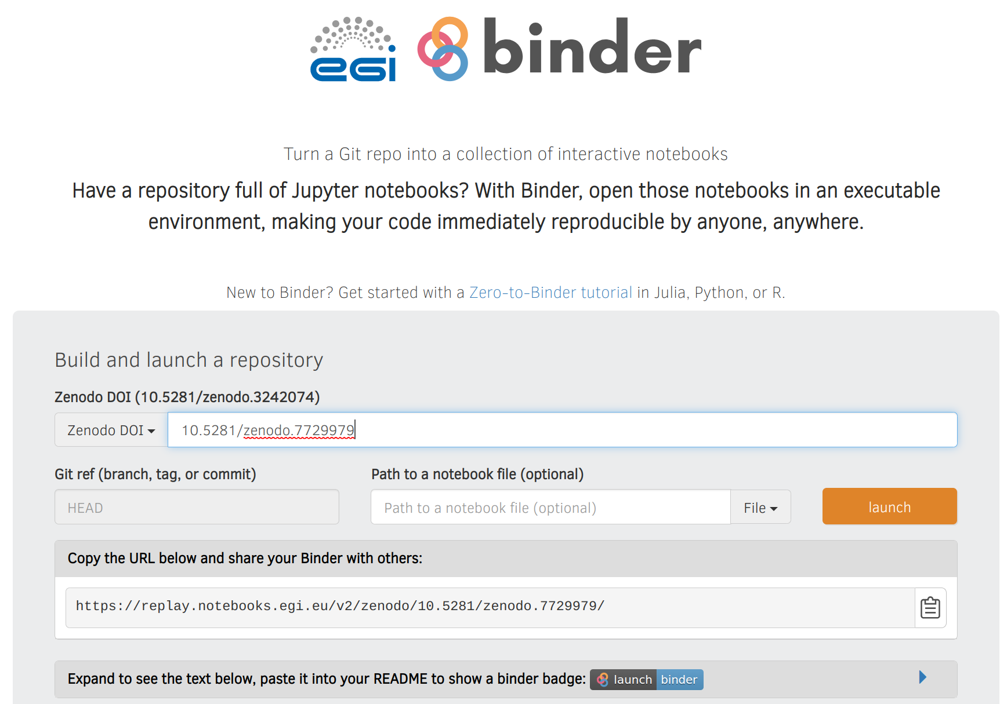 egi binder
Turn a Git repo into a collection of interactive notebooks
Have a repository full of Jupyter notebooks? With Binder, open those notebooks in an executable
environment, making your code immediately reproducible by anyone, anywhere.
New to Binder? Get started with a Zero-to-Binder tutorial in Julia, Python, or R.
Build and launch a repository
Zenodo DOI (10.5281/zenodo.3242074)
Zenodo DOI 10.5281/zenodo.7729979
Git ref (branch, tag, or commit) Path to a notebook file (optional)
HEAD Path to a notebook file (optional) File launch
Copy the URL below and share your Binder with others:
https://replay.notebooks.egi.eu/v2/zenodo/10.5281/zenodo.7729979/
Expand to see the text below, paste it into your README to show a binder badge: launch binder